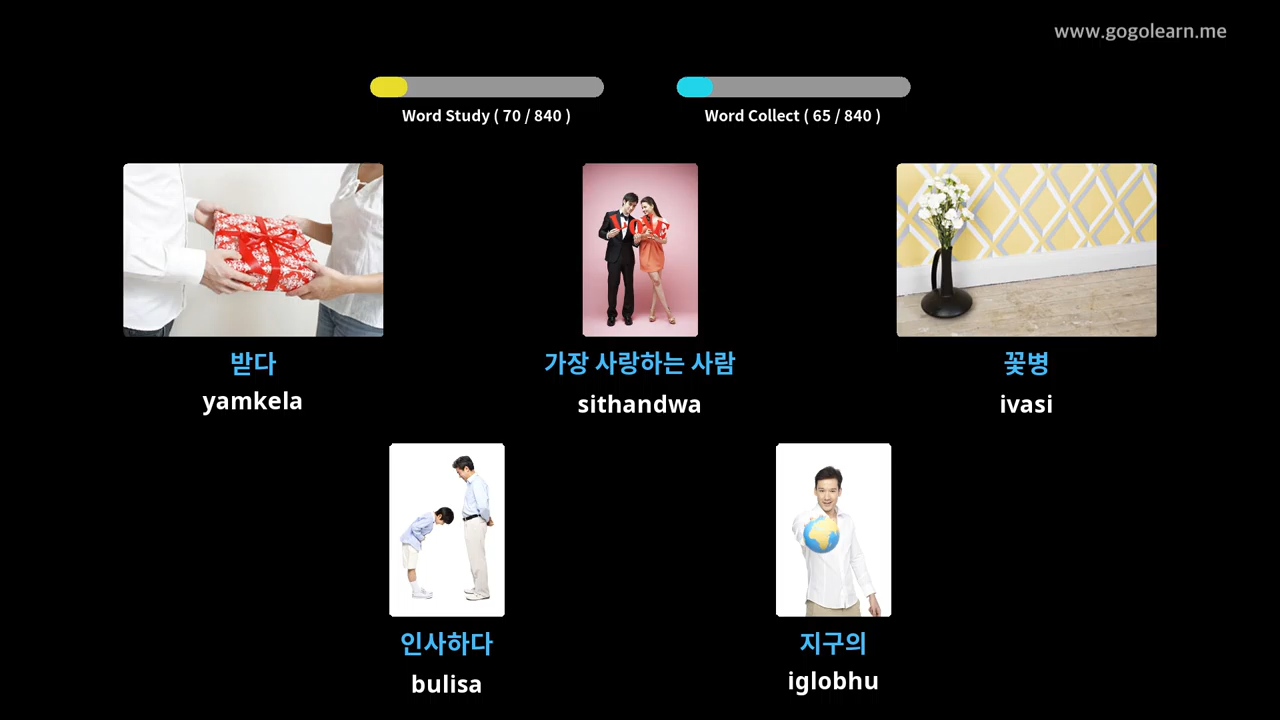 www.gogolearn.me
Word Study ( 70 / 840 )
Word Collect ( 65 / 840 )
LOVE
받다
yamkela
가장 사랑하는 사람
sithandwa
꽃병
ivasi
인사하다
bulisa
지구의
iglobhu